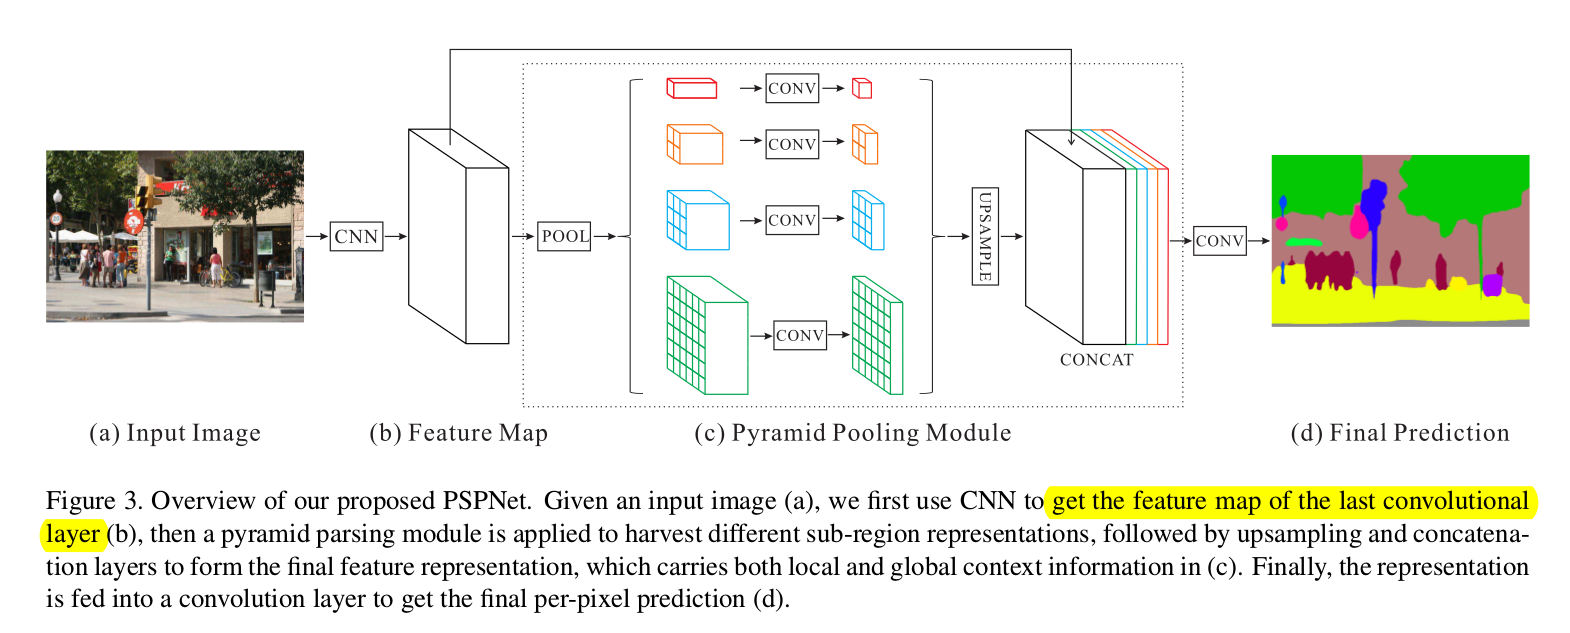 CONV
CONV
CONV
CONV
CNN
POOL
UPSAMPLE
CONV
CONCAT
(a) Input Image
(b) Feature Map
(c) Pyramid Pooling Module
(d) Final Prediction
Figure 3. Overview of our proposed PSPNet. Given an input image (a), we first use CNN to get the feature map of the last convolutional
layer (b), then a pyramid parsing module is applied to harvest different sub-region representations, followed by upsampling and concatena-
tion layers to form the final feature representation, which carries both local and global context information in (c). Finally, the representation
is fed into a convolution layer to get the final per-pixel prediction (d).